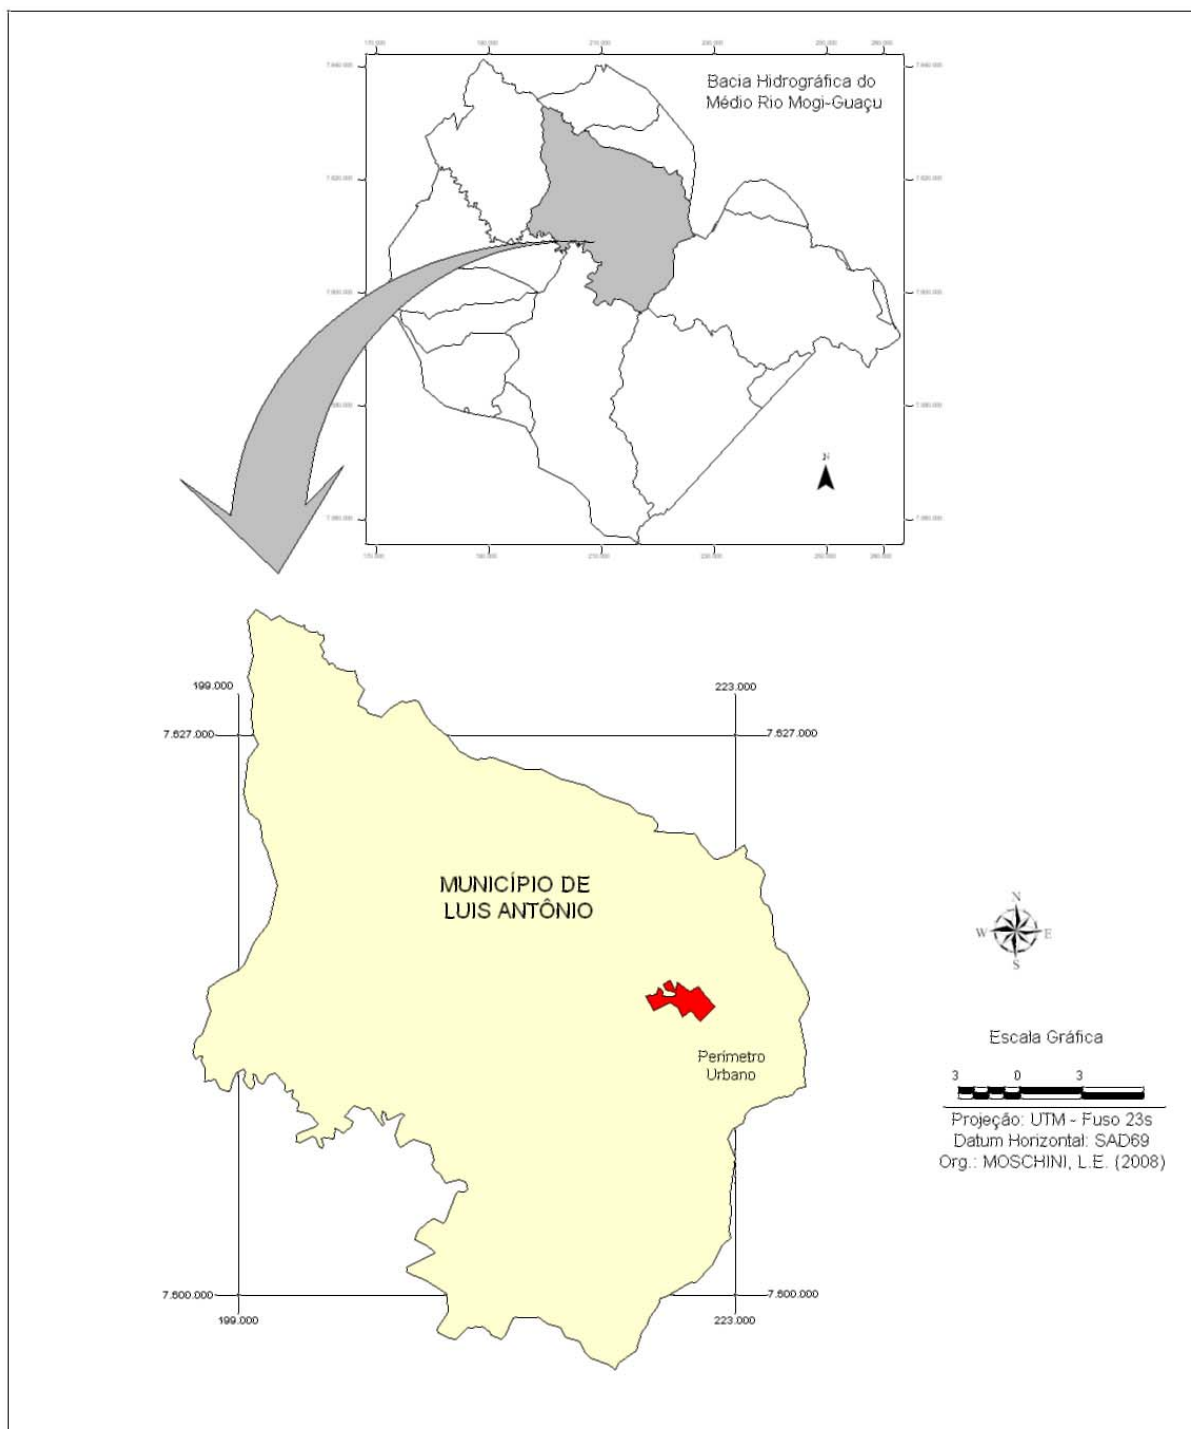 Bacia Hidrográfica do
Médio Rio Mogi-Guaçu
N
199.000
223.000
7.627.000
7.627.000
MUNICÍPIO DE
LUIS ANTÔNIO
N
W
E
S
Perímetro
Urbano
Escala Gráfica
3 0 3
Projeção: UTM - Fuso 23s
Datum Horizontal: SAD69
Org.: MOSCHINI, L.E. (2008)
7.600.000
7.600.000
199.000
223.000